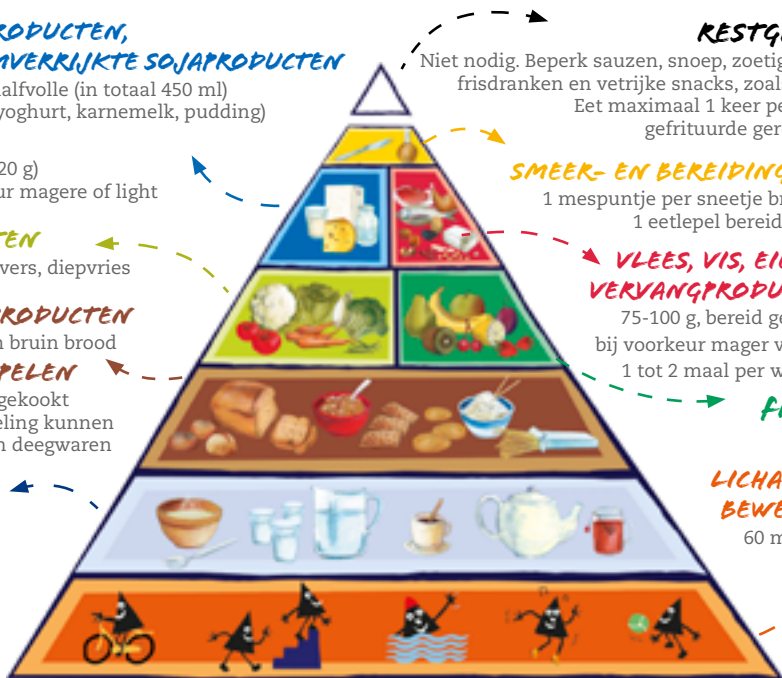 RODUCTEN,
MVERRIJKTE SOJAPRODUCTEN
alfvolle (in totaal 450 ml)
yoghurt, karnemelk, pudding)
20 g)
ur magere of light
TEN
vers, diepvries
PRODUCTEN
n bruin brood
PELEN
gekookt
eling kunnen
n deegwaren
RESTG
Niet nodig. Beperk sauzen, snoep, zoetig
frisdranken en vetrijke snacks, zoal
Eet maximaal 1 keer pe
gefrituurde ger
SMEER- EN BEREIDING
1 mespuntje per sneetje br
1 eetlepel bereid
VLEES, VIS, EI
VERVANGPRODU
75-100 g, bereid ge
bij voorkeur mager v
1 tot 2 maal per w
F
LICHA
BEWE
60 m